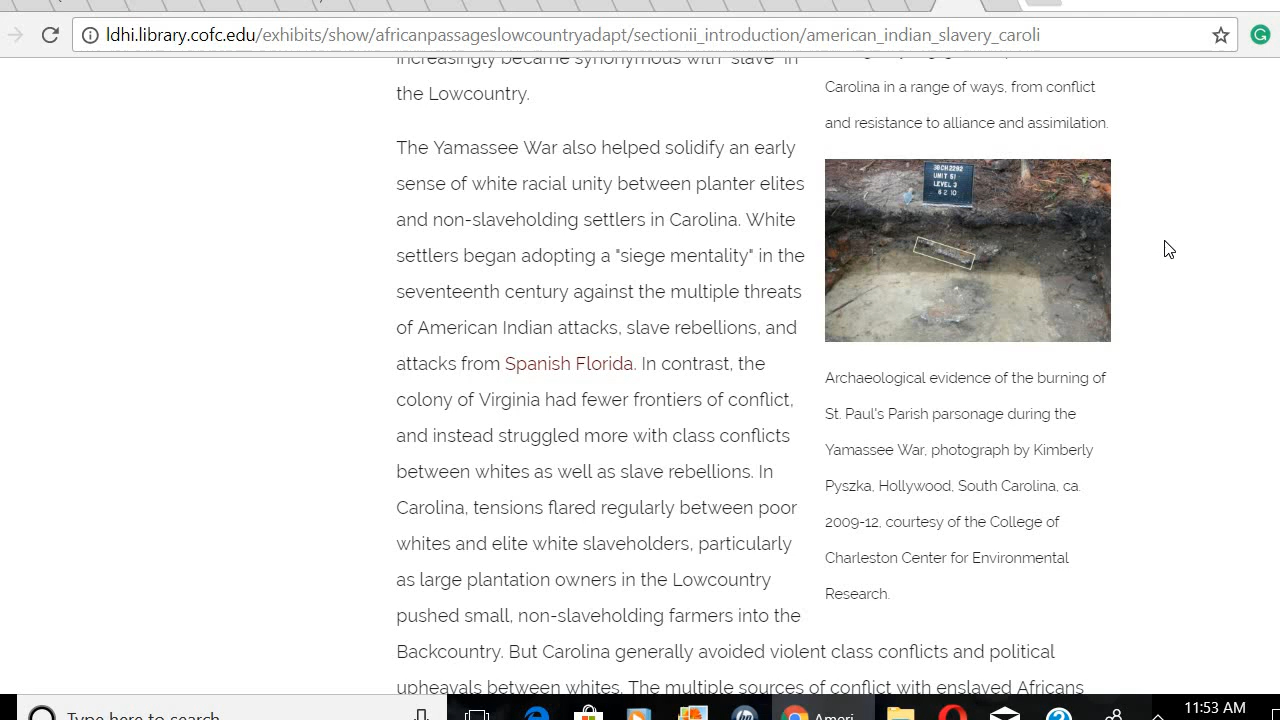 ldhi.library.cofc.edu/exhibits/show/africanpassageslowcountryadapt/sectionii_introduction/american_indian_slavery_caroli
increasingly became synonymous with "slave" in
the Lowcountry.
The Yamassee War also helped solidify an early
sense of white racial unity between planter elites
and non-slaveholding settlers in Carolina. White
settlers began adopting a "siege mentality" in the
seventeenth century against the multiple threats
of American Indian attacks, slave rebellions, and
attacks from Spanish Florida. In contrast, the
colony of Virginia had fewer frontiers of conflict,
and instead struggled more with class conflicts
between whites as well as slave rebellions. In
Carolina, tensions flared regularly between poor
whites and elite white slaveholders, particularly
as large plantation owners in the Lowcountry
pushed small, non-slaveholding farmers into the
Backcountry. But Carolina generally avoided violent class conflicts and political
upheavals between whites. The multiple sources of conflict with enslaved Africans
Carolina in a range of ways, from conflict
and resistance to alliance and assimilation.
38CH2292
UNIT 51
LEVEL 3
6 2 10
Archaeological evidence of the burning of
St. Paul's Parish parsonage during the
Yamassee War, photograph by Kimberly
Pyszka, Hollywood, South Carolina, ca.
2009-12, courtesy of the College of
Charleston Center for Environmental
Research.
Type here to search
Ameri
11:53 AM